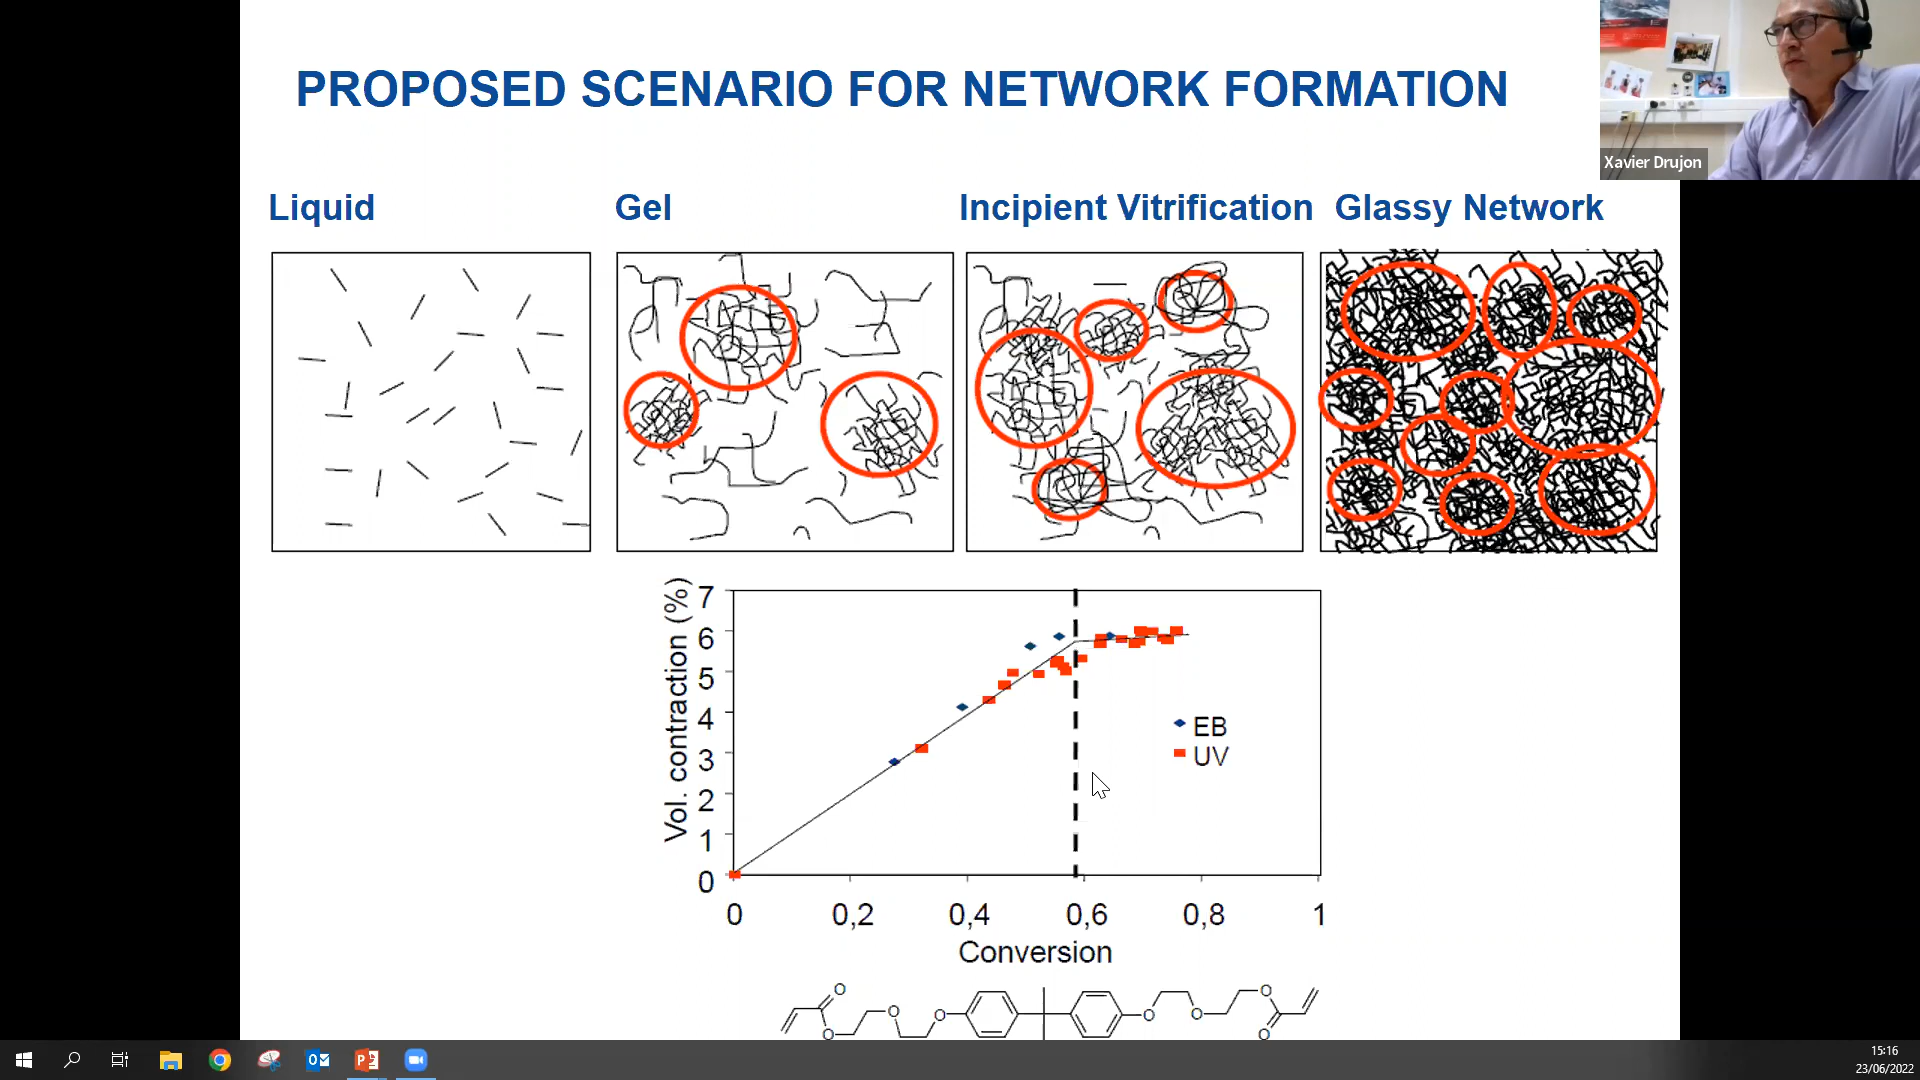 PROPOSED SCENARIO FOR NETWORK FORMATION
Xavier Drujon
Liquid
Gel
Incipient Vitrification
Glassy Network
Vol. contraction (%)
7
6
5
4
3
2
1
0
EB
UV
0
0,2
0,4
0,6
0,8
1
Conversion
O
O
O
O
O
O
O
O
15:16
23/06/2022